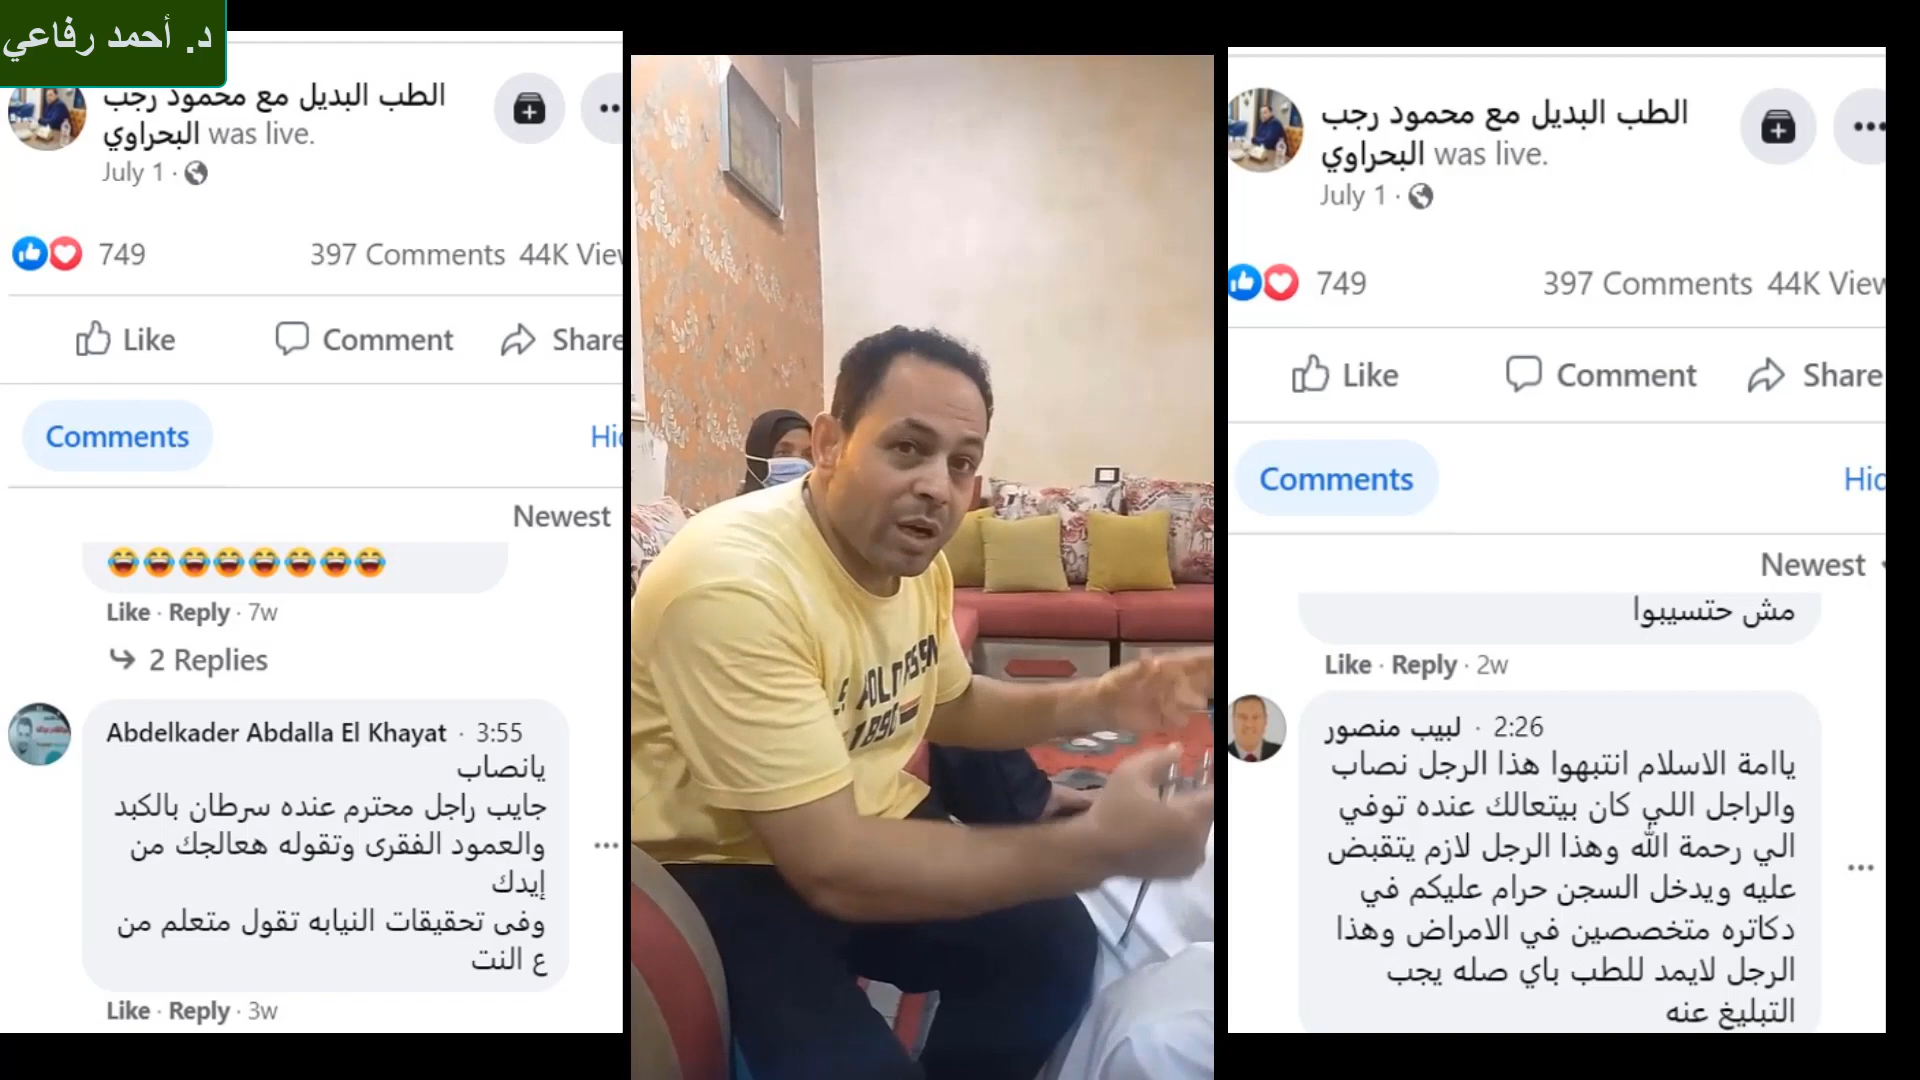 د. أحمد رفاعي
الطب البديل مع محمود رجب
البحراوي was live.
July 1 ·
749
397 Comments 44K
Like Comment Share
Comments
Newest
😂😂😂😂😂😂😂😂
Like · Reply · 7w
2 Replies
Abdelkader Abdalla El Khayat · 3:55
يانصاب
جايب راجل محترم عنده سرطان بالكبد
والعمود الفقرى وتقوله هعالجك من
إيدك
وفى تحقيقات النيابه تقول متعلم من
ع النت
Like · Reply · 3w
1890
الطب البديل مع محمود رجب
البحراوي was live.
July 1 ·
749
397 Comments 44K View
Like Comment Share
Comments
Newest
مش حتسيبوا
Like · Reply · 2w
لبيب منصور · 2:26
ياامة الاسلام انتبهوا هذا الرجل نصاب
والراجل اللي كان بيتعالك عنده توفي
الي رحمة الله وهذا الرجل لازم يتقبض
عليه ويدخل السجن حرام عليكم في
دكاتره متخصصين في الامراض وهذا
الرجل لايمد للطب باي صله يجب
التبليغ عنه